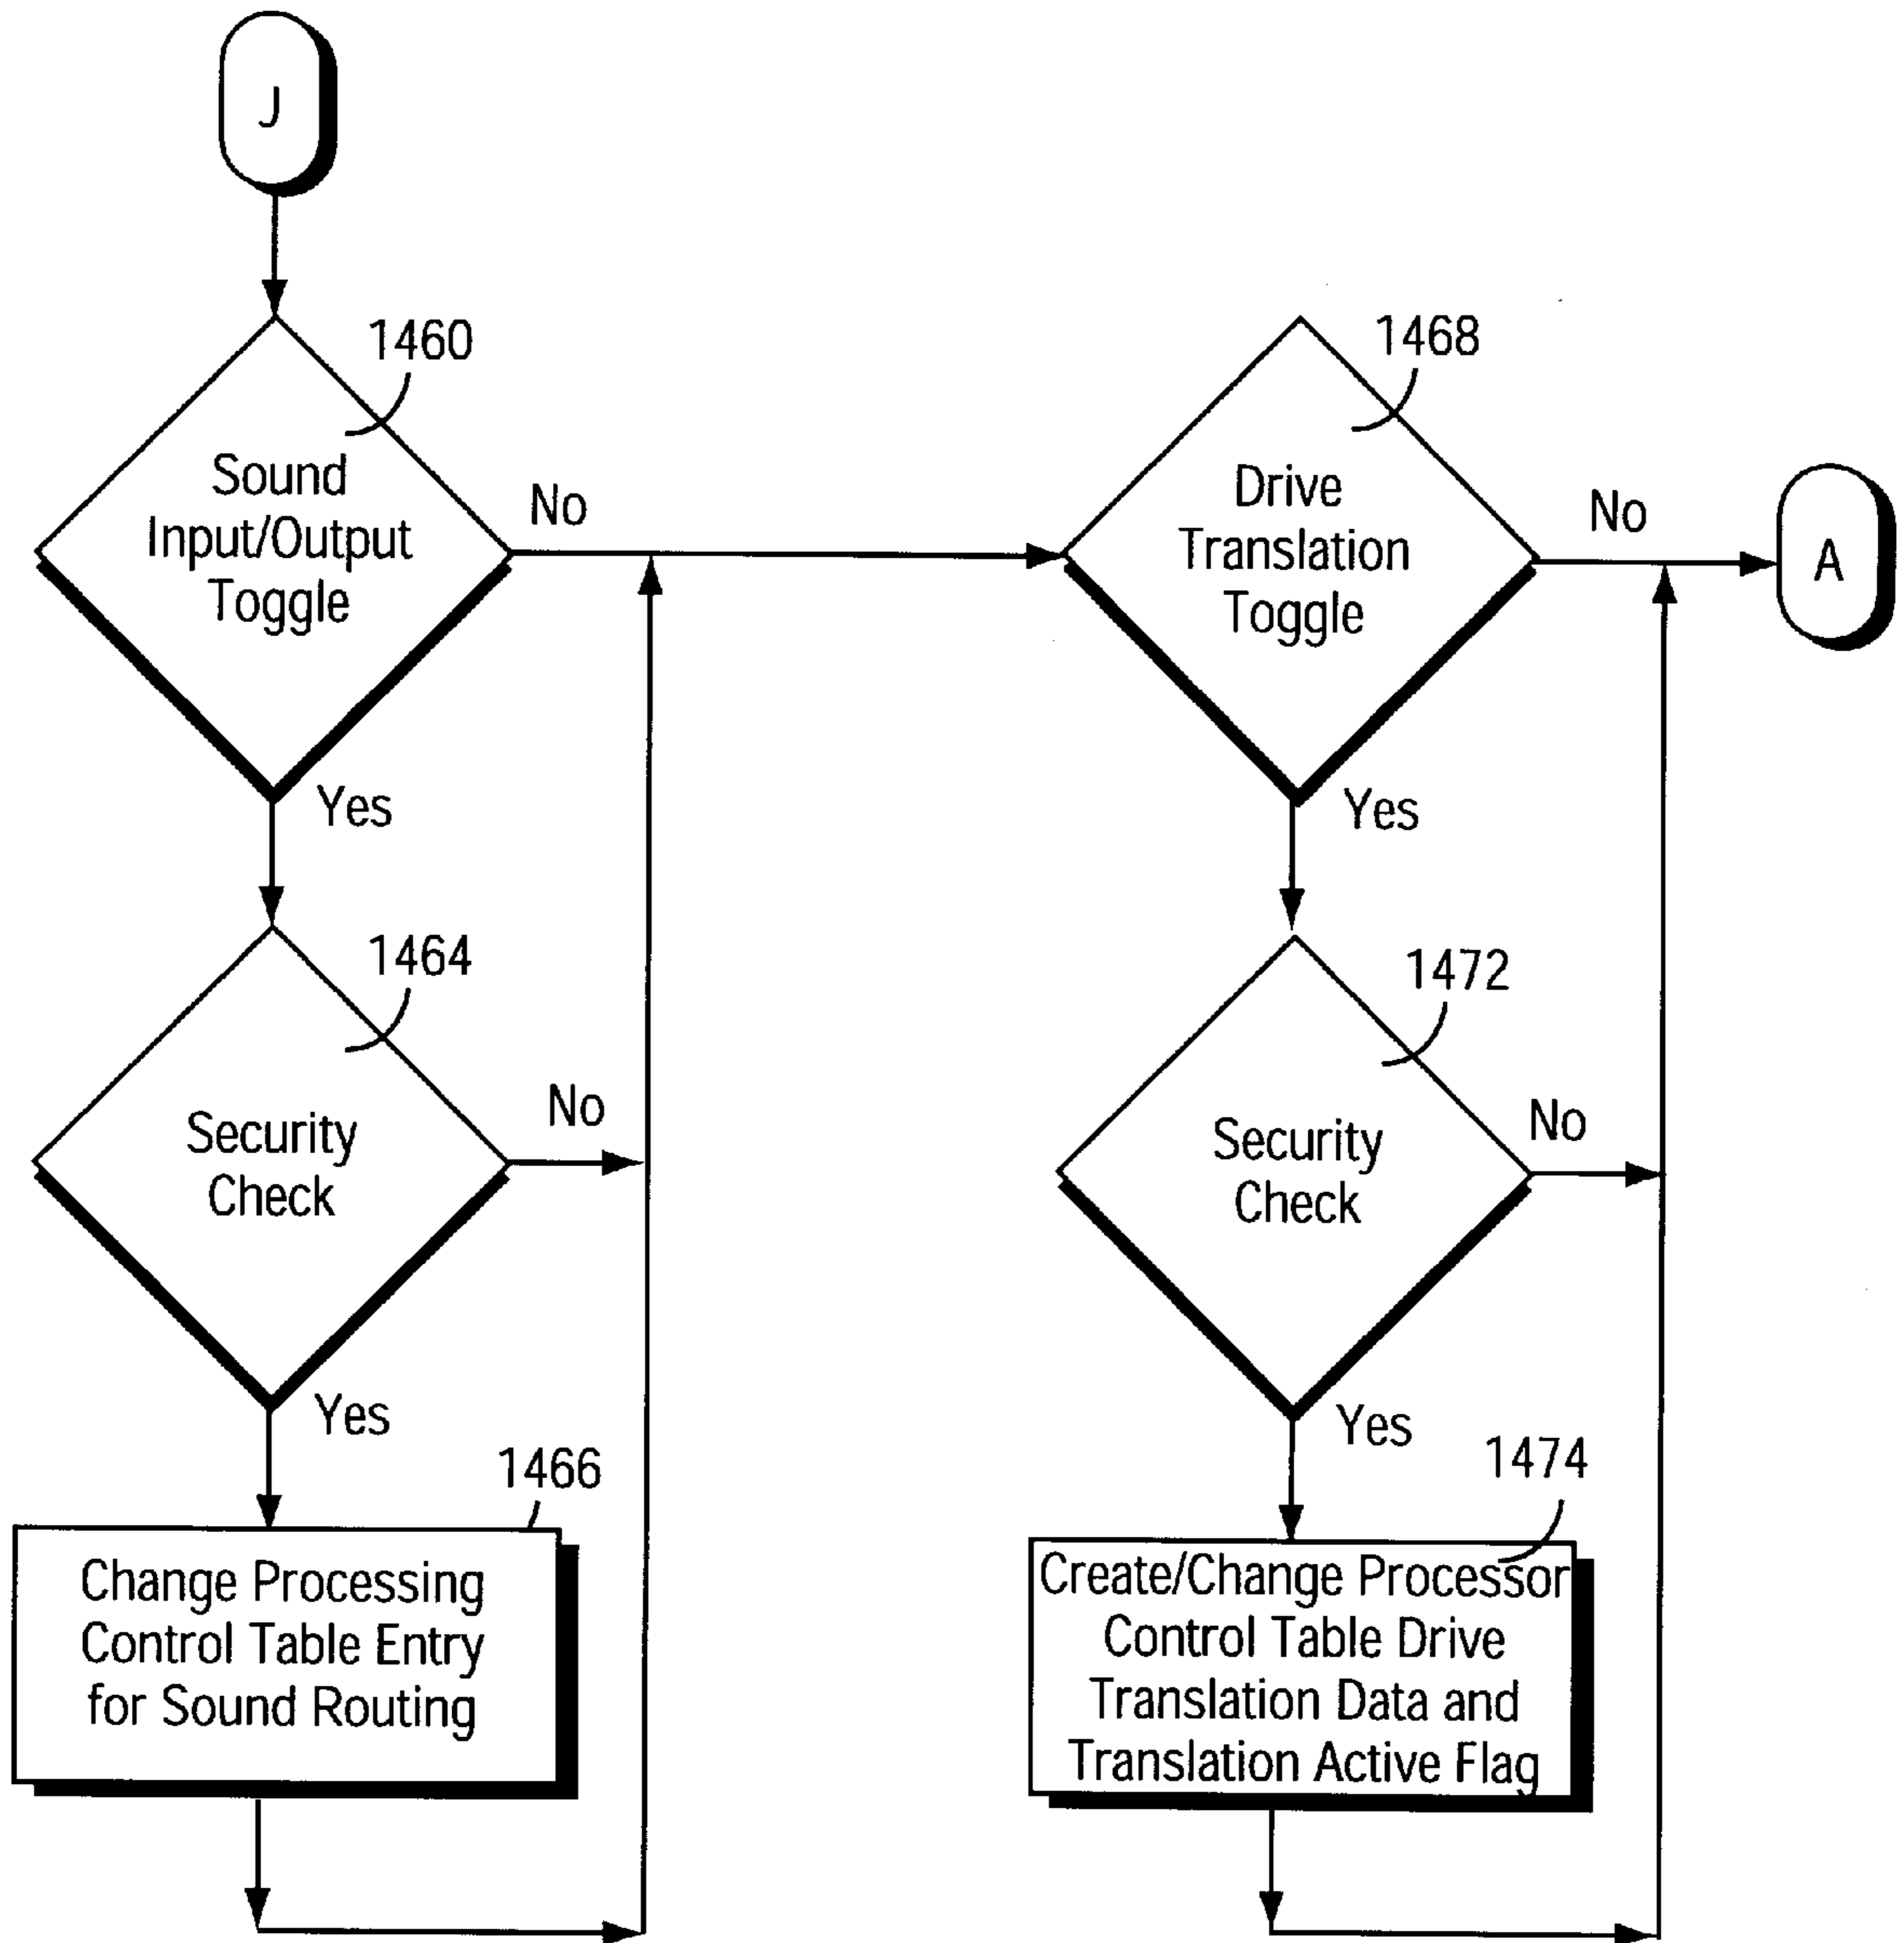 J
1460
Sound
Input/Output
Toggle
No
Yes
1464
Security
Check
No
Yes
1466
Change Processing
Control Table Entry
for Sound Routing
1468
Drive
Translation
Toggle
No
A
Yes
1472
Security
Check
No
Yes
1474
Create/Change Processor
Control Table Drive
Translation Data and
Translation Active Flag